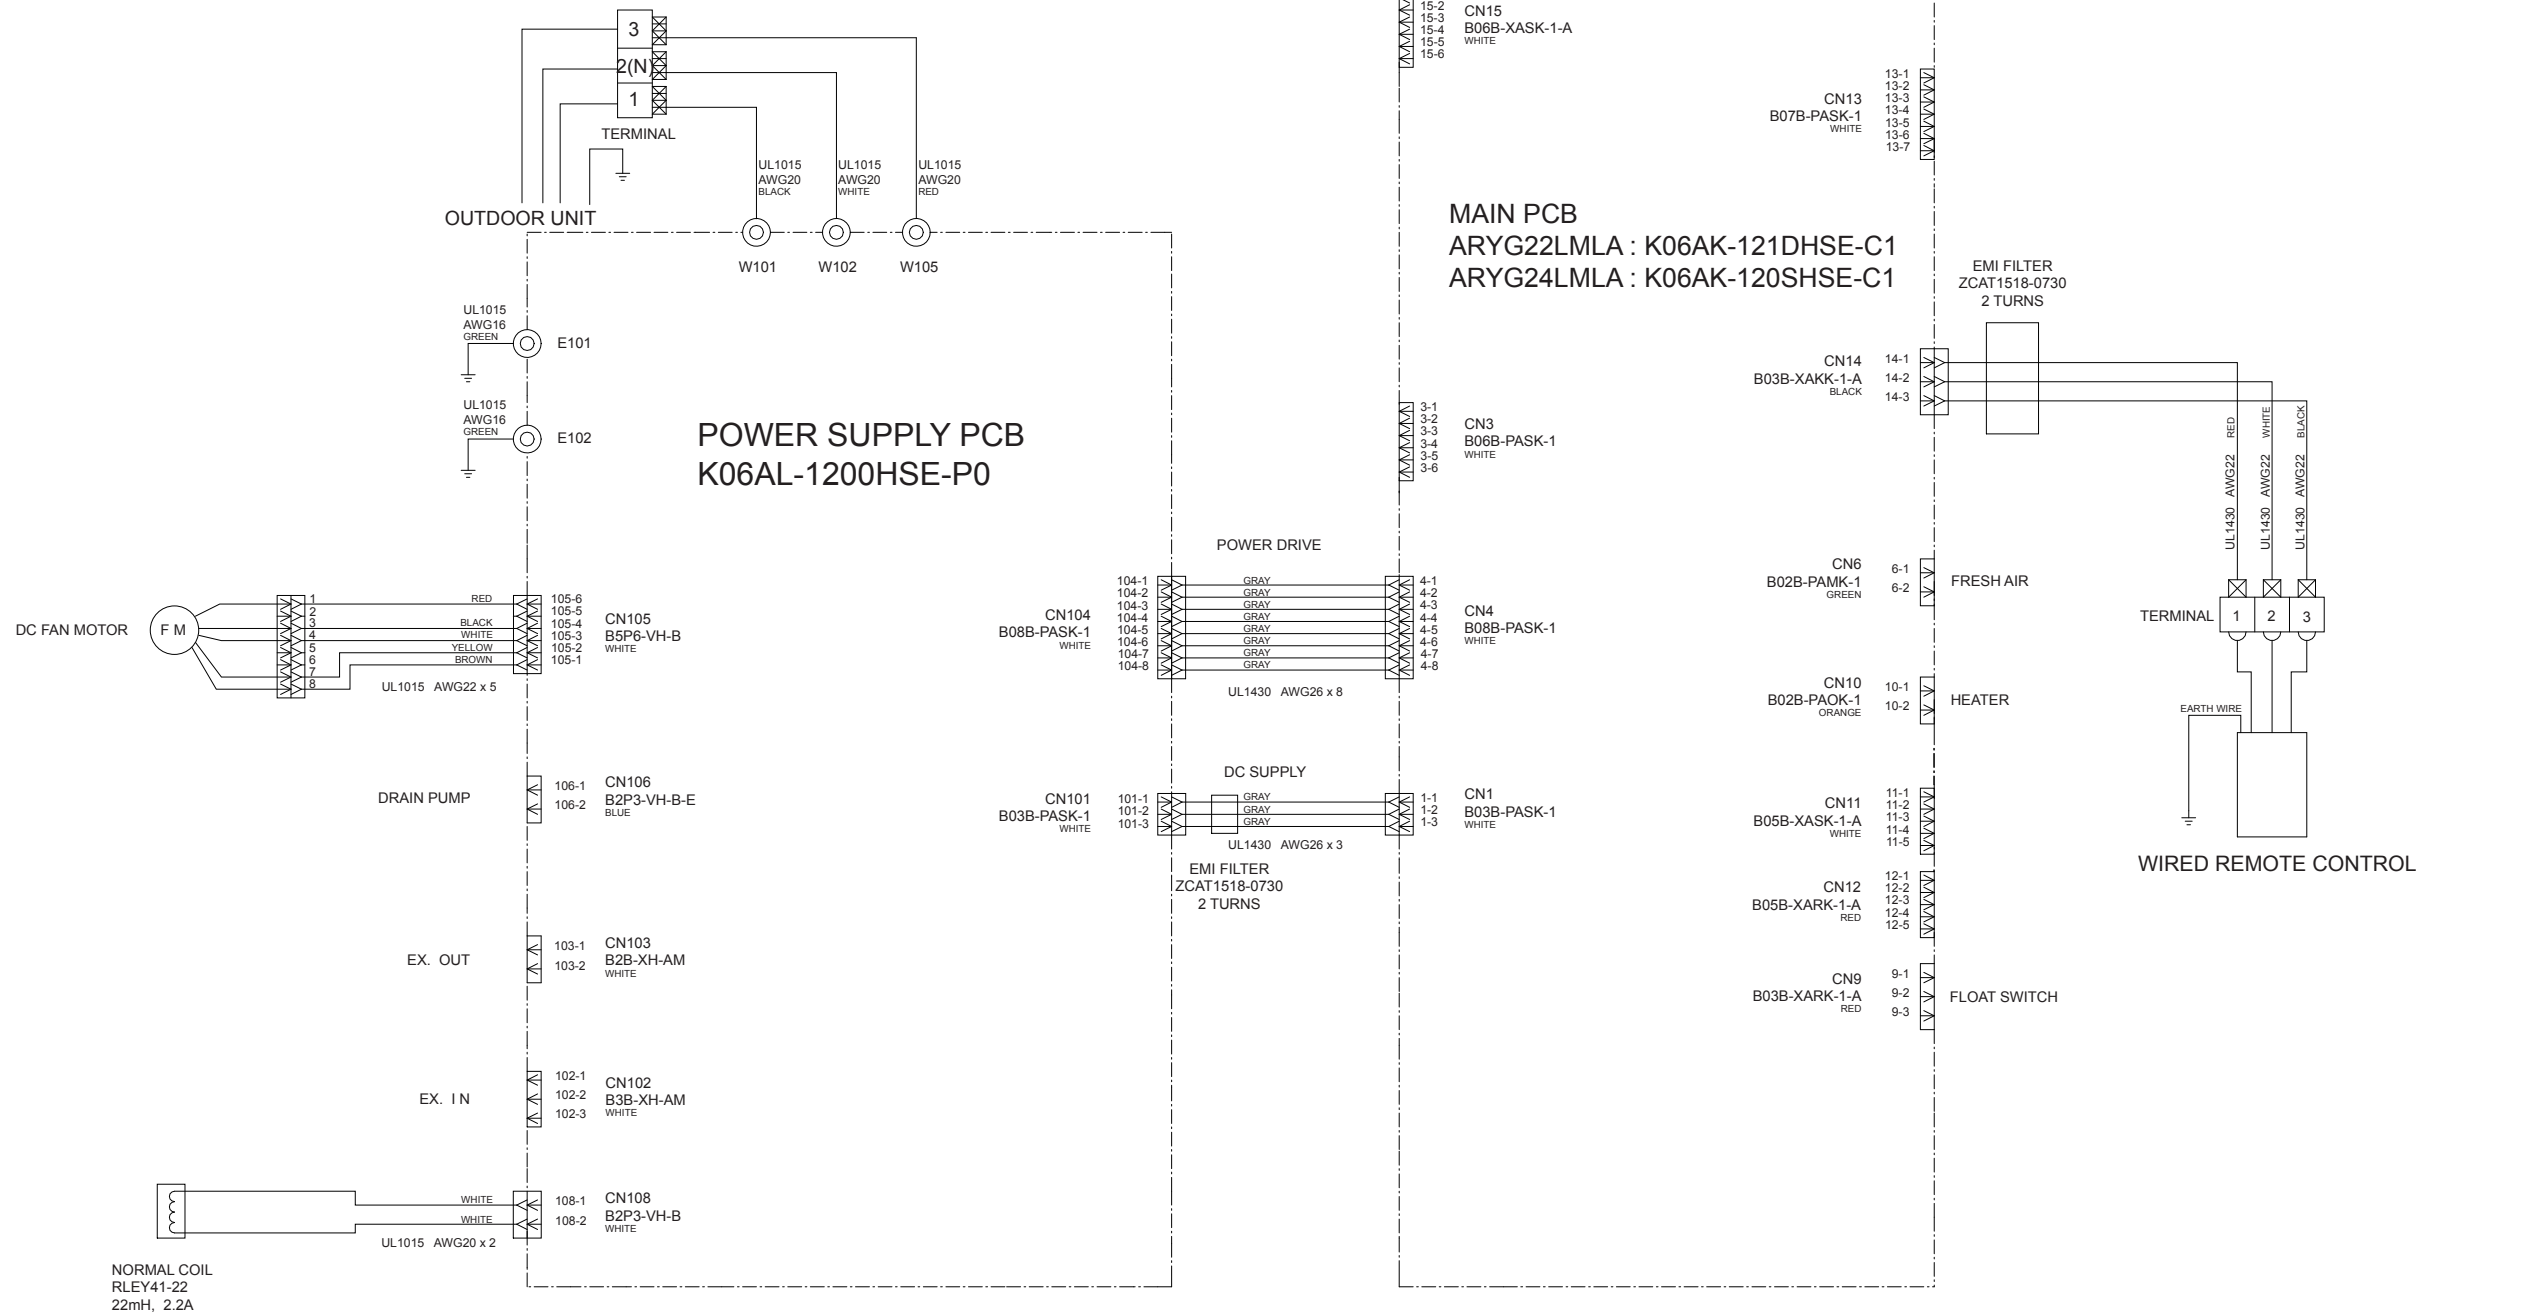 3
2(N)
1
TERMINAL
OUTDOOR UNIT
UL1015
AWG20
BLACK
UL1015
AWG20
WHITE
UL1015
AWG20
RED
W101
W102
W105
UL1015
AWG16
GREEN
E101
UL1015
AWG16
GREEN
E102
POWER SUPPLY PCB
K06AL-1200HSE-P0
DC FAN MOTOR
F M
1
2
3
4
5
6
7
8
RED
BLACK
WHITE
YELLOW
BROWN
UL1015 AWG22 x 5
105-6
105-5
105-4
105-3
105-2
105-1
CN105
B5P6-VH-B
WHITE
DRAIN PUMP
106-1
106-2
CN106
B2P3-VH-B-E
BLUE
EX. OUT
103-1
103-2
CN103
B2B-XH-AM
WHITE
EX. I N
102-1
102-2
102-3
CN102
B3B-XH-AM
WHITE
WHITE
WHITE
UL1015 AWG20 x 2
108-1
108-2
CN108
B2P3-VH-B
WHITE
NORMAL COIL
RLEY41-22
22mH, 2.2A
CN104
B08B-PASK-1
WHITE
104-1
104-2
104-3
104-4
104-5
104-6
104-7
104-8
POWER DRIVE
GRAY
GRAY
GRAY
GRAY
GRAY
GRAY
GRAY
GRAY
UL1430 AWG26 x 8
4-1
4-2
4-3
4-4
4-5
4-6
4-7
4-8
CN4
B08B-PASK-1
WHITE
CN101
B03B-PASK-1
WHITE
101-1
101-2
101-3
DC SUPPLY
GRAY
GRAY
GRAY
UL1430 AWG26 x 3
EMI FILTER
ZCAT1518-0730
2 TURNS
1-1
1-2
1-3
CN1
B03B-PASK-1
WHITE
15-2
15-3
15-4
15-5
15-6
CN15
B06B-XASK-1-A
WHITE
CN13
B07B-PASK-1
WHITE
13-1
13-2
13-3
13-4
13-5
13-6
13-7
MAIN PCB
ARYG22LMLA : K06AK-121DHSE-C1
ARYG24LMLA : K06AK-120SHSE-C1
3-1
3-2
3-3
3-4
3-5
3-6
CN3
B06B-PASK-1
WHITE
CN14
B03B-XAKK-1-A
BLACK
14-1
14-2
14-3
EMI FILTER
ZCAT1518-0730
2 TURNS
UL1430 AWG22 RED
UL1430 AWG22 WHITE
UL1430 AWG22 BLACK
TERMINAL
1
2
3
EARTH WIRE
WIRED REMOTE CONTROL
CN6
B02B-PAMK-1
GREEN
6-1
6-2
FRESH AIR
CN10
B02B-PAOK-1
ORANGE
10-1
10-2
HEATER
CN11
B05B-XASK-1-A
WHITE
11-1
11-2
11-3
11-4
11-5
CN12
B05B-XARK-1-A
RED
12-1
12-2
12-3
12-4
12-5
CN9
B03B-XARK-1-A
RED
9-1
9-2
9-3
FLOAT SWITCH